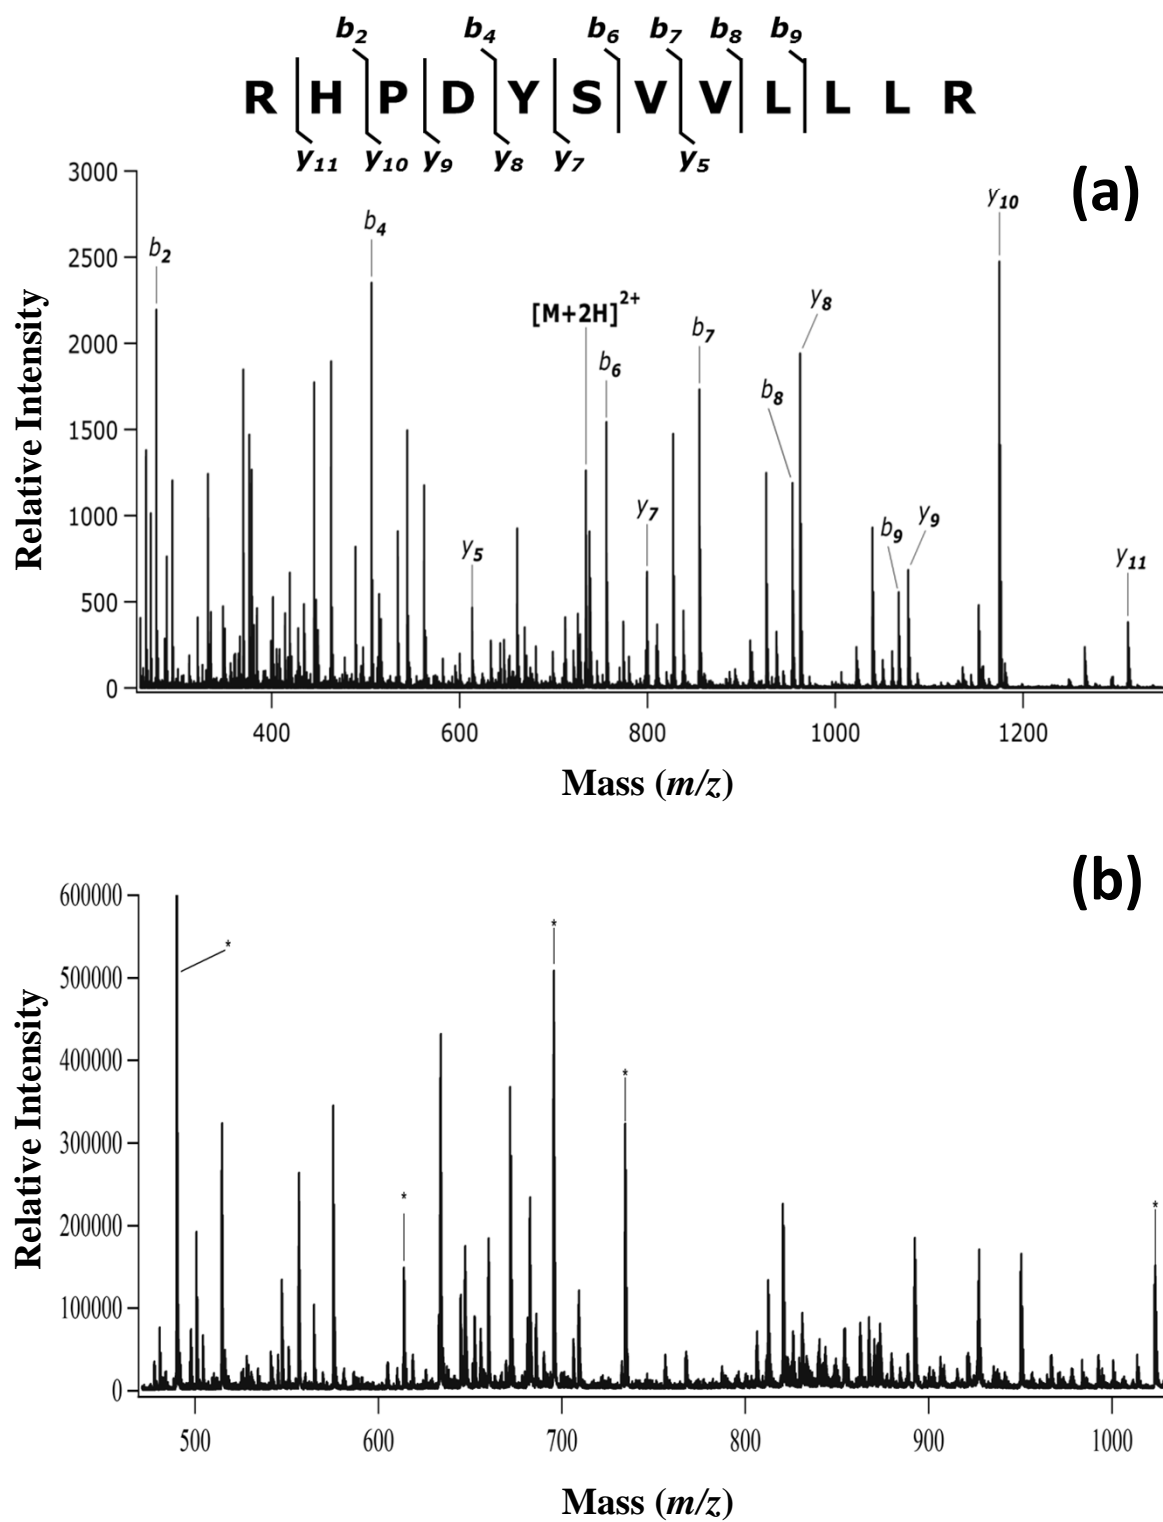 b2 b4 b6 b7 b8 b9
R H P D Y S V V L L L R
y11 y10 y9 y8 y7 y5
(a)
3000
2500
2000
1500
1000
500
0
Relative Intensity
b2
b4
[M+2H]2+
b6
b7
b8
y8
y10
y5
y7
b9
y9
y11
400 600 800 1000 1200
Mass (m/z)
(b)
600000
500000
400000
300000
200000
100000
0
Relative Intensity
*
*
*
*
*
500 600 700 800 900 1000
Mass (m/z)